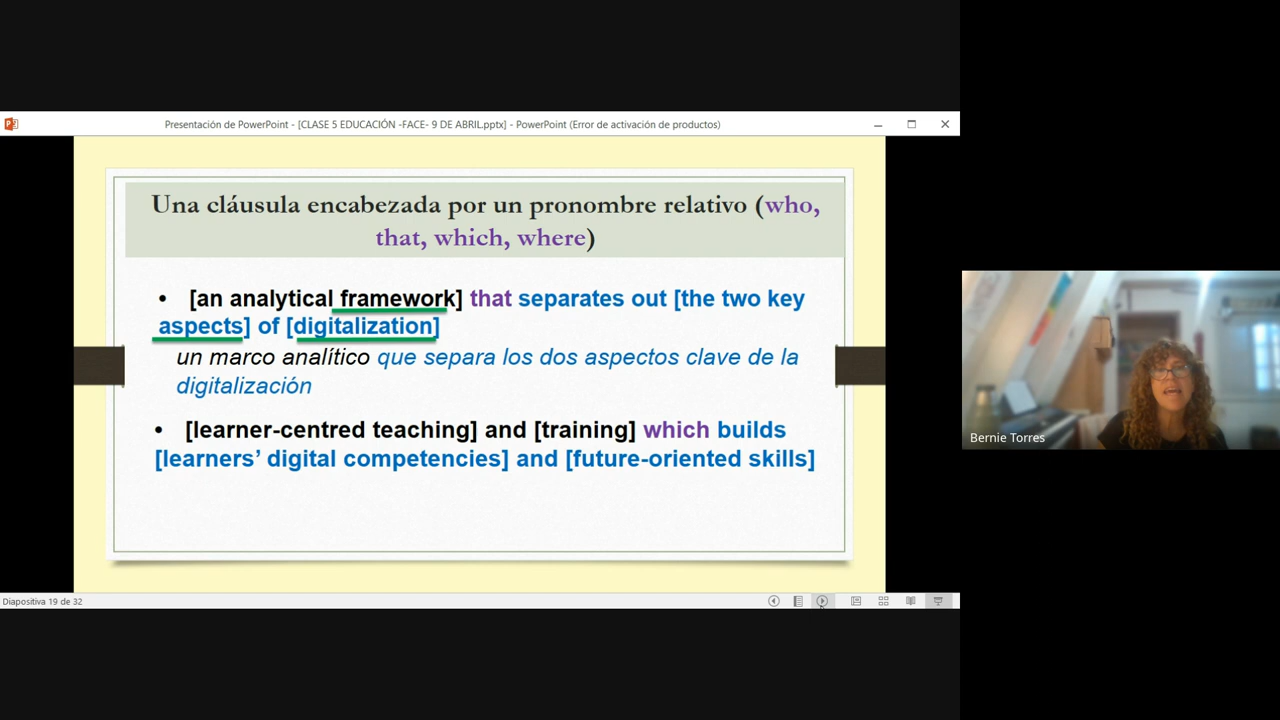 Presentación de PowerPoint - [CLASE 5 EDUCACIÓN -FACE- 9 DE ABRIL.pptx] - PowerPoint (Error de activación de productos)
Una cláusula encabezada por un pronombre relativo (who,
that, which, where)
• [an analytical framework] that separates out [the two key
aspects] of [digitalization]
un marco analítico que separa los dos aspectos clave de la
digitalización
• [learner-centred teaching] and [training] which builds
[learners’ digital competencies] and [future-oriented skills]
Bernie Torres
Diapositiva 19 de 32